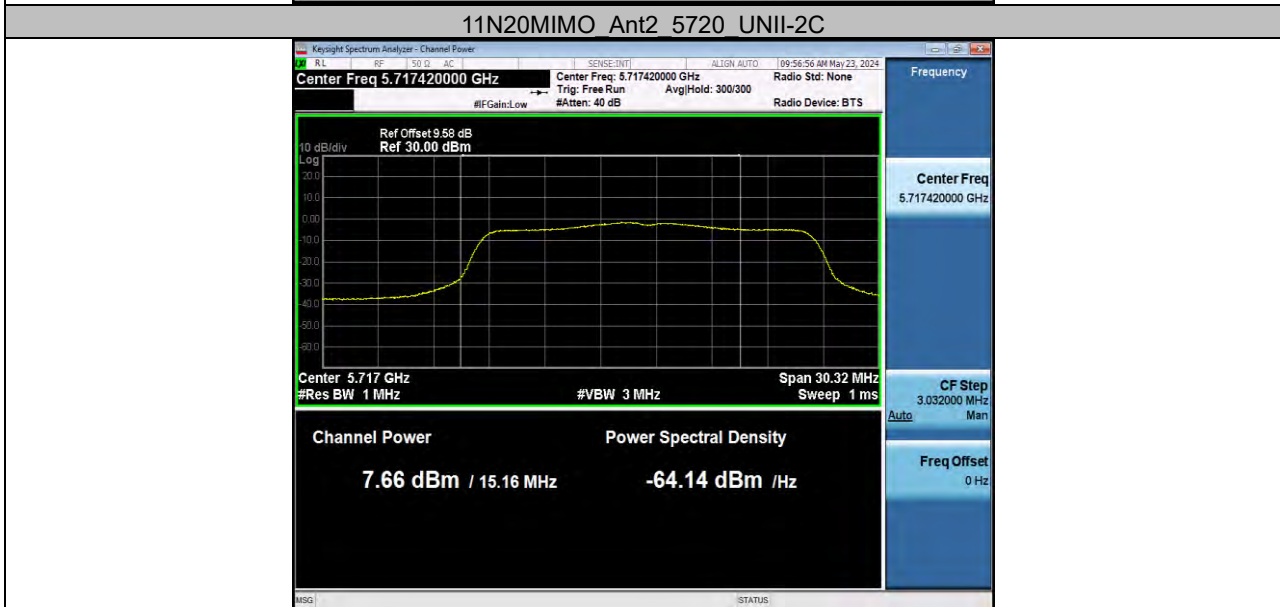 11N20MIMO_Ant2_5720_UNII-2C
Keysight Spectrum Analyzer - Channel Power
RL RF 50 Ω AC SENSE:INT ALIGN AUTO 09:56:56 AM May 23, 2024
Center Freq 5.717420000 GHz
Center Freq: 5.717420000 GHz
Radio Std: None
Trig: Free Run Avg|Hold: 300/300
#IFGain:Low
#Atten: 40 dB
Radio Device: BTS
Frequency
Ref Offset 9.58 dB
10 dB/div Ref 30.00 dBm
Log
20.0
10.0
0.00
-10.0
-20.0
-30.0
-40.0
-50.0
-60.0
Center Freq
5.717420000 GHz
Center 5.717 GHz
Span 30.32 MHz
#Res BW 1 MHz
#VBW 3 MHz
Sweep 1 ms
CF Step
3.032000 MHz
Auto Man
Channel Power
Power Spectral Density
7.66 dBm / 15.16 MHz
-64.14 dBm /Hz
Freq Offset
0 Hz
MSG
STATUS